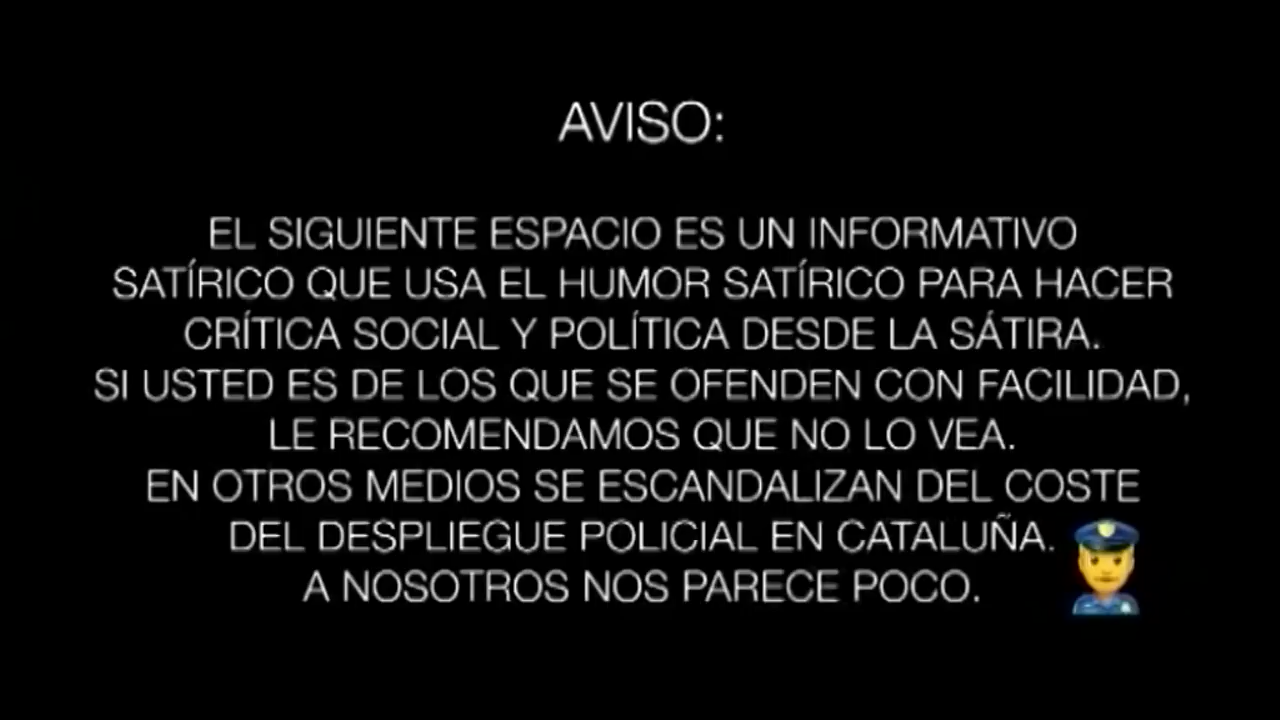 AVISO:
EL SIGUIENTE ESPACIO ES UN INFORMATIVO
SATÍRICO QUE USA EL HUMOR SATÍRICO PARA HACER
CRÍTICA SOCIAL Y POLÍTICA DESDE LA SÁTIRA.
SI USTED ES DE LOS QUE SE OFENDEN CON FACILIDAD,
LE RECOMENDAMOS QUE NO LO VEA.
EN OTROS MEDIOS SE ESCANDALIZAN DEL COSTE
DEL DESPLIEGUE POLICIAL EN CATALUÑA.
A NOSOTROS NOS PARECE POCO.